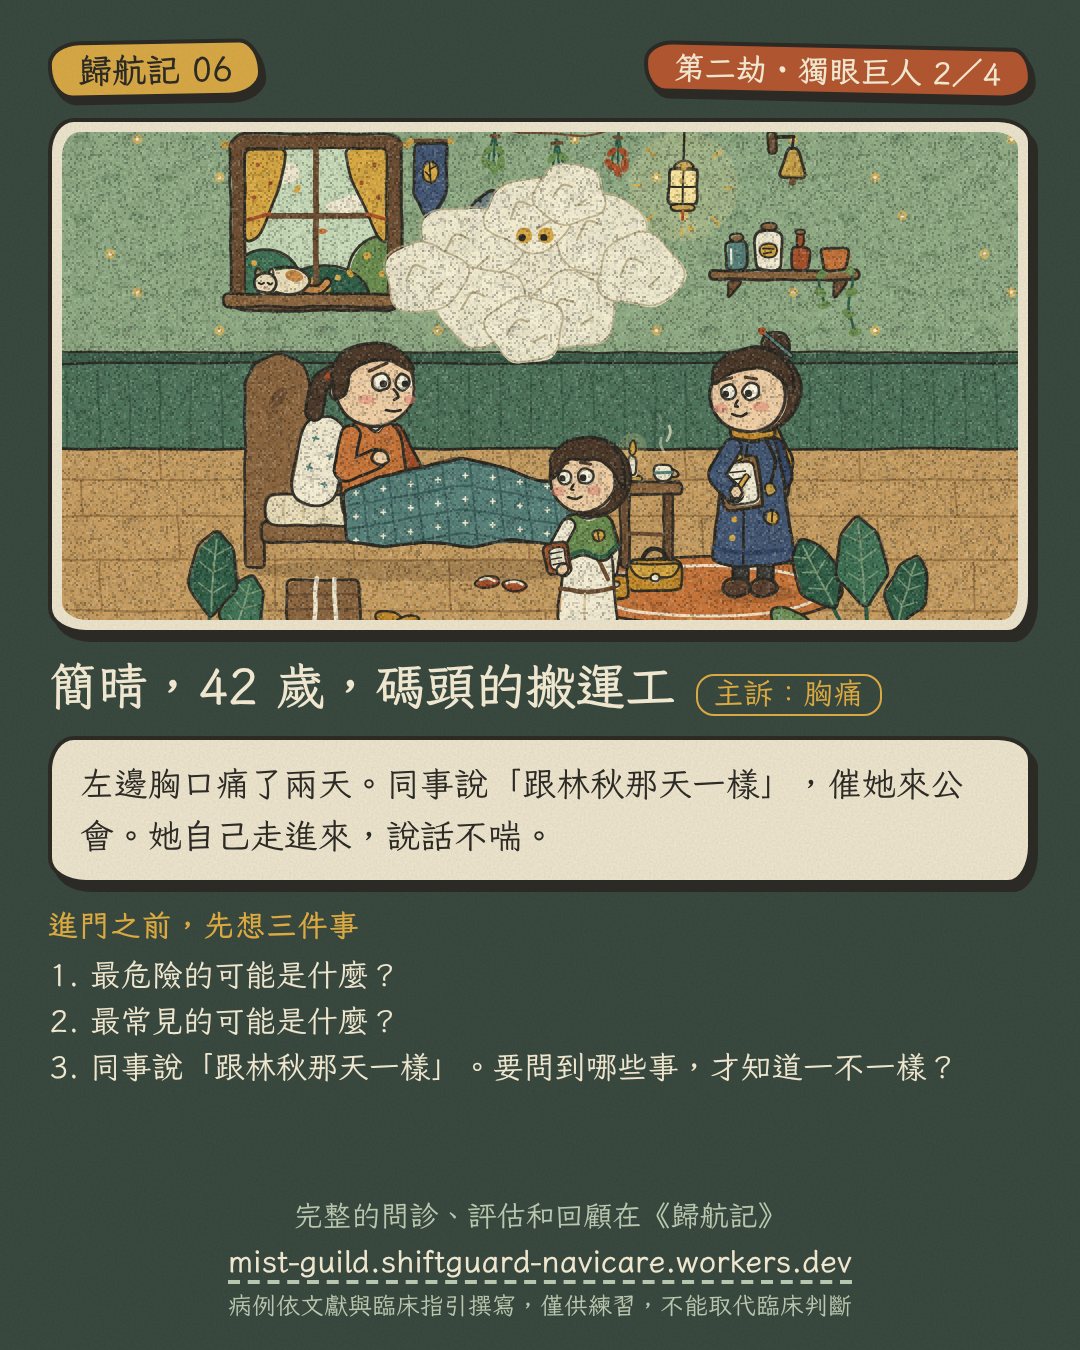 歸航記 06
第二劫・獨眼巨人 2／4
簡晴，42 歲，碼頭的搬運工
主訴：胸痛
左邊胸口痛了兩天。同事說「跟林秋那天一樣」，催她來公
會。她自己走進來，說話不喘。
進門之前，先想三件事
1. 最危險的可能是什麼？
2. 最常見的可能是什麼？
3. 同事說「跟林秋那天一樣」。要問到哪些事，才知道一不一樣？
完整的問診、評估和回顧在《歸航記》
mist-guild.shiftguard-navicare.workers.dev
病例依文獻與臨床指引撰寫，僅供練習，不能取代臨床判斷